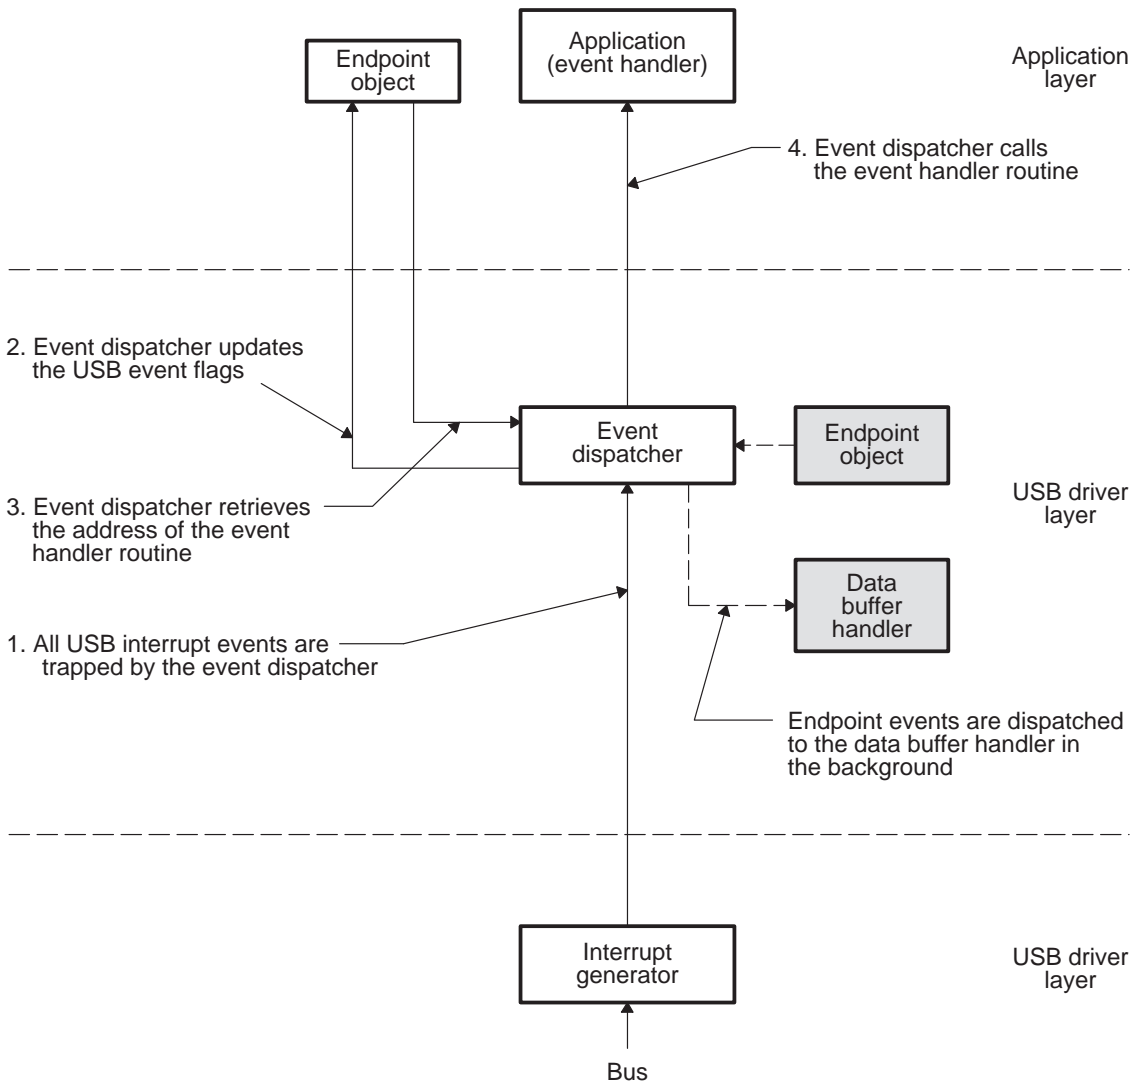 Application
(event handler)
Endpoint
object
Application
layer
4. Event dispatcher calls
the event handler routine
2. Event dispatcher updates
the USB event flags
Event
dispatcher
Endpoint
object
3. Event dispatcher retrieves
the address of the event
handler routine
USB driver
layer
Data
buffer
handler
1. All USB interrupt events are
trapped by the event dispatcher
Endpoint events are dispatched
to the data buffer handler in
the background
Interrupt
generator
USB driver
layer
Bus